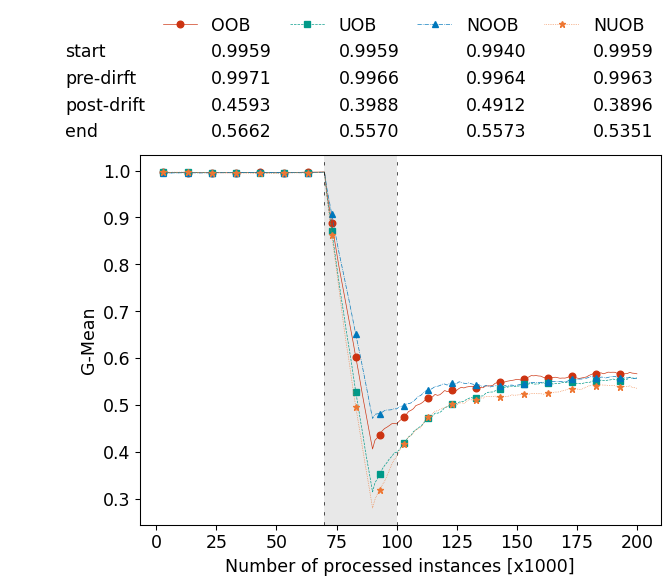 OOB UOB NOOB NUOB
start 0.9959 0.9959 0.9940 0.9959
pre-dirft 0.9971 0.9966 0.9964 0.9963
post-drift 0.4593 0.3988 0.4912 0.3896
end 0.5662 0.5570 0.5573 0.5351
1.0
0.9
0.8
0.7
0.6
0.5
0.4
0.3
G-Mean
0 25 50 75 100 125 150 175 200
Number of processed instances [x1000]